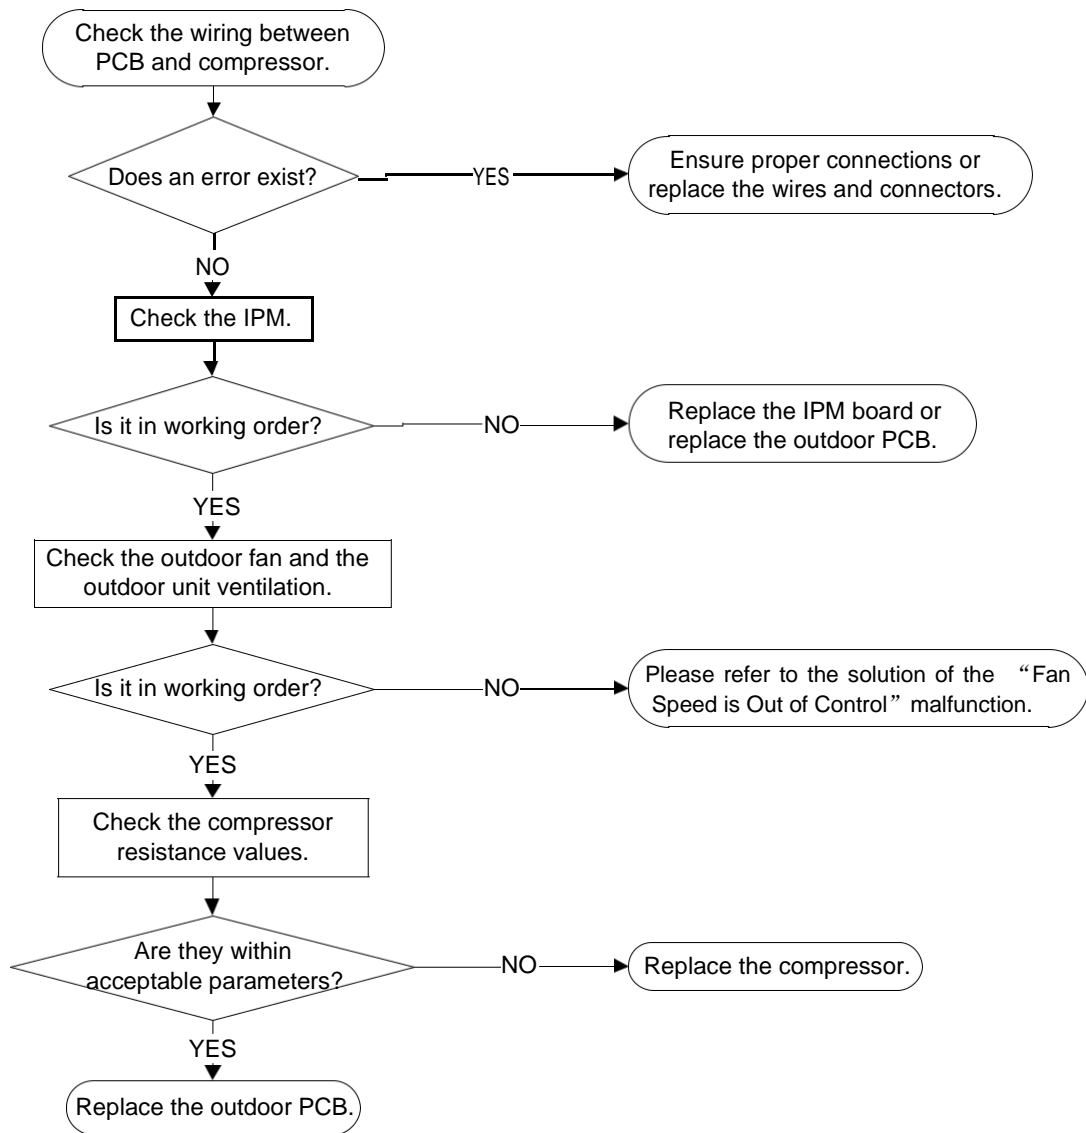 Check the wiring between
PCB and compressor.
Does an error exist?
YES
Ensure proper connections or
replace the wires and connectors.
NO
Check the IPM.
Is it in working order?
NO
Replace the IPM board or
replace the outdoor PCB.
YES
Check the outdoor fan and the
outdoor unit ventilation.
Is it in working order?
NO
Please refer to the solution of the “Fan
Speed is Out of Control” malfunction.
YES
Check the compressor
resistance values.
Are they within
acceptable parameters?
NO
Replace the compressor.
YES
Replace the outdoor PCB.